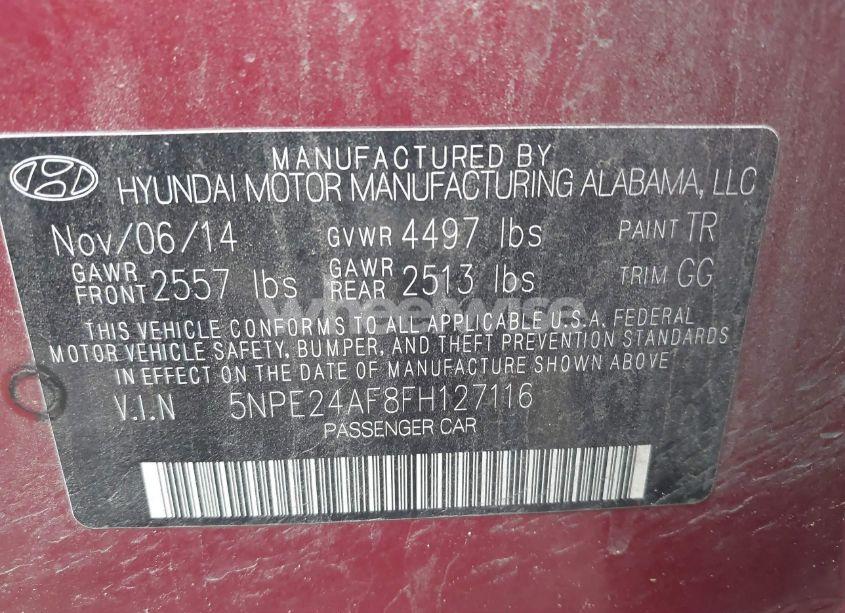 MANUFACTURED BY
HYUNDAI MOTOR MANUFACTURING ALABAMA, LLC
Nov/06/14 GVWR 4497 lbs PAINT TR
GAWR FRONT 2557 lbs GAWR REAR 2513 lbs TRIM GG
wheelwise
THIS VEHICLE CONFORMS TO ALL APPLICABLE U.S.A. FEDERAL
MOTOR VEHICLE SAFETY, BUMPER, AND THEFT PREVENTION STANDARDS
IN EFFECT ON THE DATE OF MANUFACTURE SHOWN ABOVE
V.I.N 5NPE24AF8FH127116
PASSENGER CAR